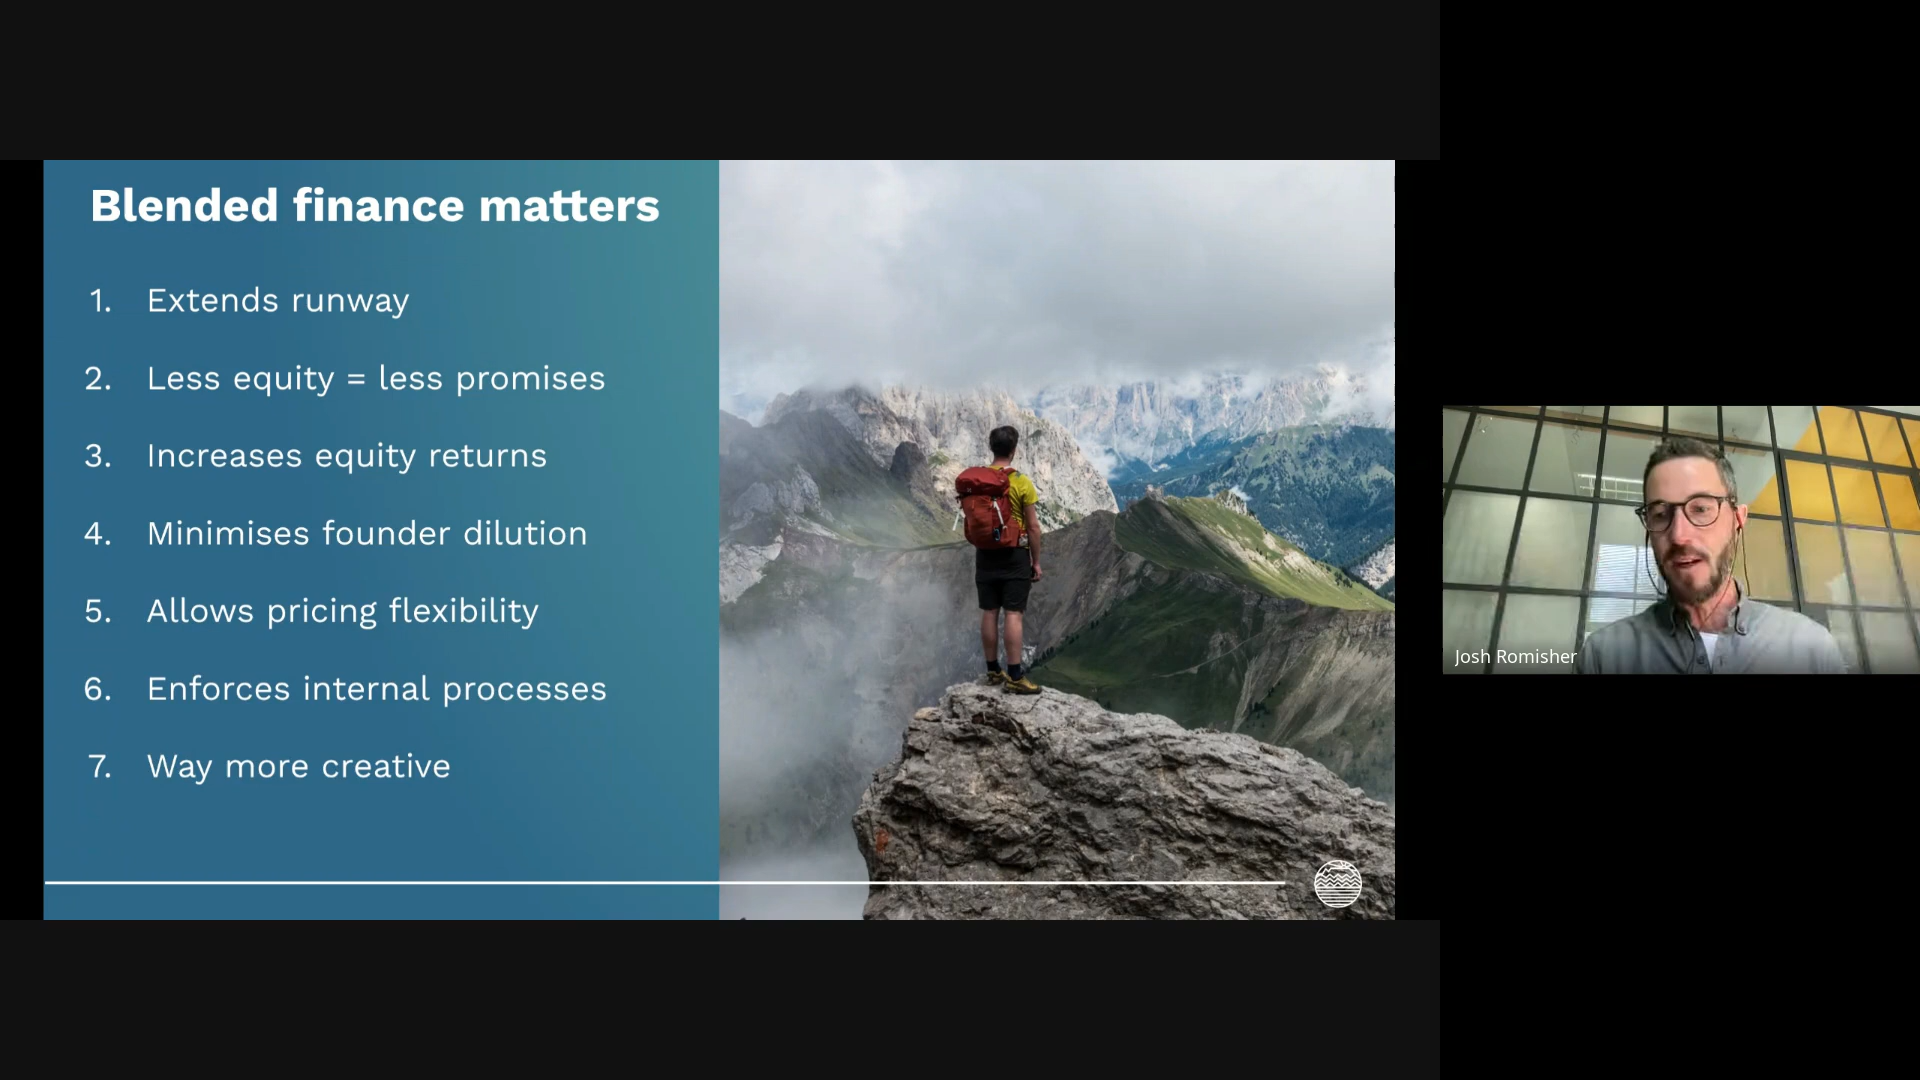 Blended finance matters
1. Extends runway
2. Less equity = less promises
3. Increases equity returns
4. Minimises founder dilution
5. Allows pricing flexibility
6. Enforces internal processes
7. Way more creative
Josh Romisher